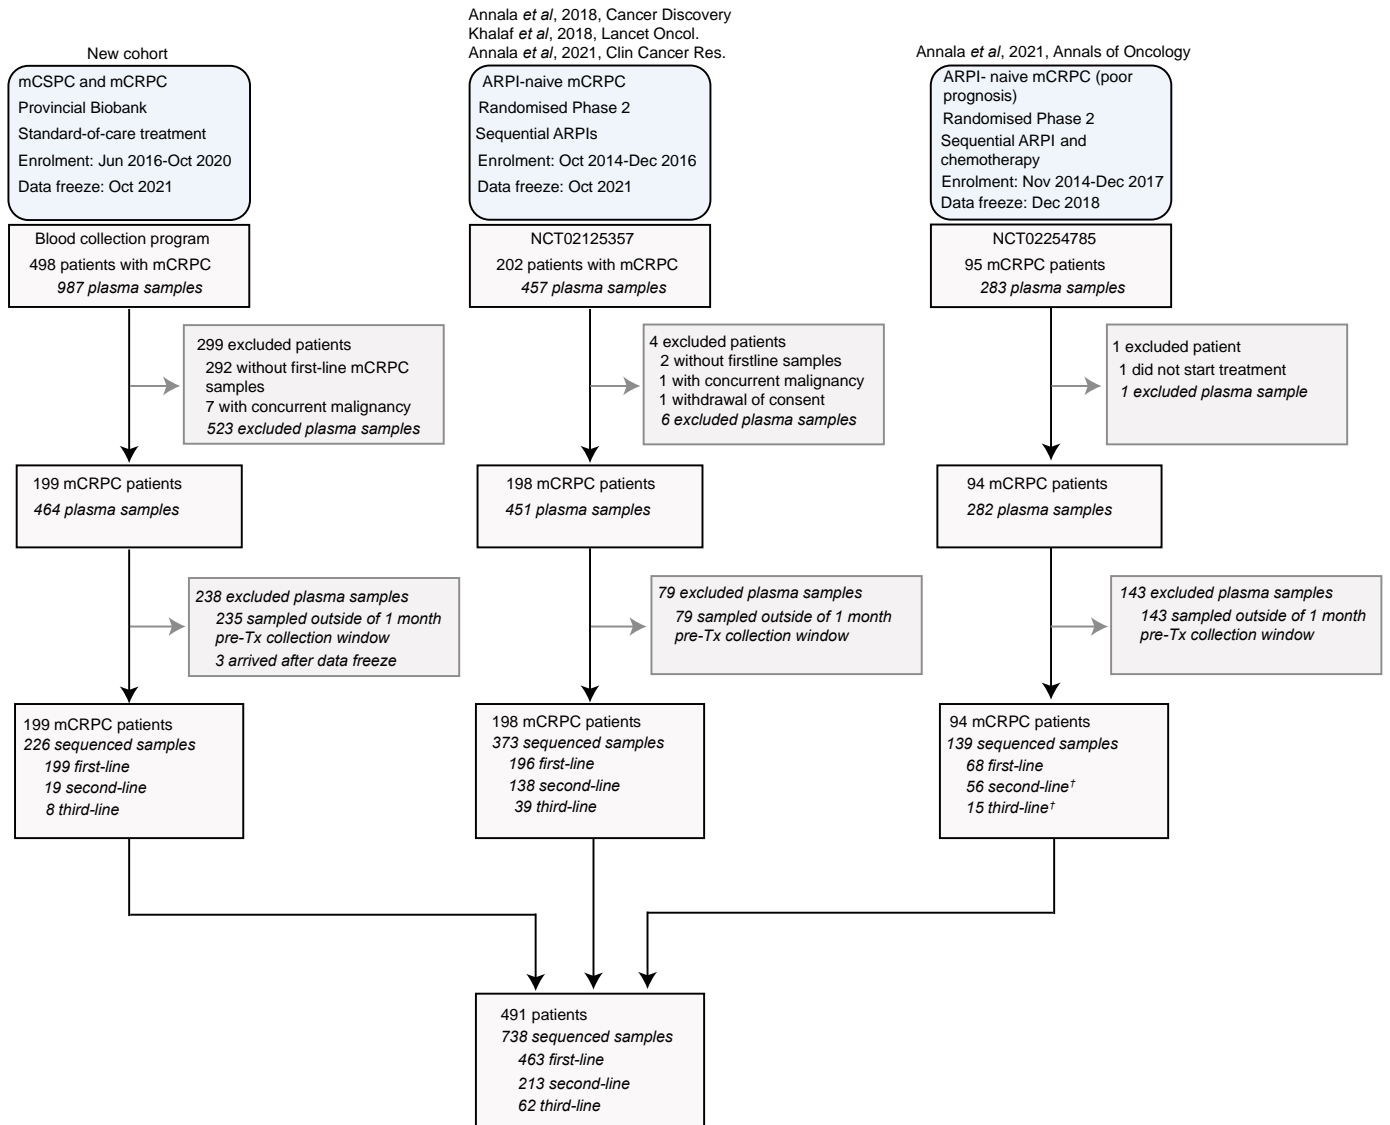 New cohort
mCSPC and mCRPC
Provincial Biobank
Standard-of-care treatment
Enrolment: Jun 2016-Oct 2020
Data freeze: Oct 2021
Blood collection program
498 patients with mCRPC
987 plasma samples
299 excluded patients
292 without first-line mCRPC
samples
7 with concurrent malignancy
523 excluded plasma samples
199 mCRPC patients
464 plasma samples
238 excluded plasma samples
235 sampled outside of 1 month
pre-Tx collection window
3 arrived after data freeze
199 mCRPC patients
226 sequenced samples
199 first-line
19 second-line
8 third-line
Annala et al, 2018, Cancer Discovery
Khalaf et al, 2018, Lancet Oncol.
Annala et al, 2021, Clin Cancer Res.
ARPI-naive mCRPC
Randomised Phase 2
Sequential ARPIs
Enrolment: Oct 2014-Dec 2016
Data freeze: Oct 2021
NCT02125357
202 patients with mCRPC
457 plasma samples
4 excluded patients
2 without firstline samples
1 with concurrent malignancy
1 withdrawal of consent
6 excluded plasma samples
198 mCRPC patients
451 plasma samples
79 excluded plasma samples
79 sampled outside of 1 month
pre-Tx collection window
198 mCRPC patients
373 sequenced samples
196 first-line
138 second-line
39 third-line
Annala et al, 2021, Annals of Oncology
ARPI- naive mCRPC (poor
prognosis)
Randomised Phase 2
Sequential ARPI and
chemotherapy
Enrolment: Nov 2014-Dec 2017
Data freeze: Dec 2018
NCT02254785
95 mCRPC patients
283 plasma samples
1 excluded patient
1 did not start treatment
1 excluded plasma sample
94 mCRPC patients
282 plasma samples
143 excluded plasma samples
143 sampled outside of 1 month
pre-Tx collection window
94 mCRPC patients
139 sequenced samples
68 first-line
56 second-line†
15 third-line†
491 patients
738 sequenced samples
463 first-line
213 second-line
62 third-line